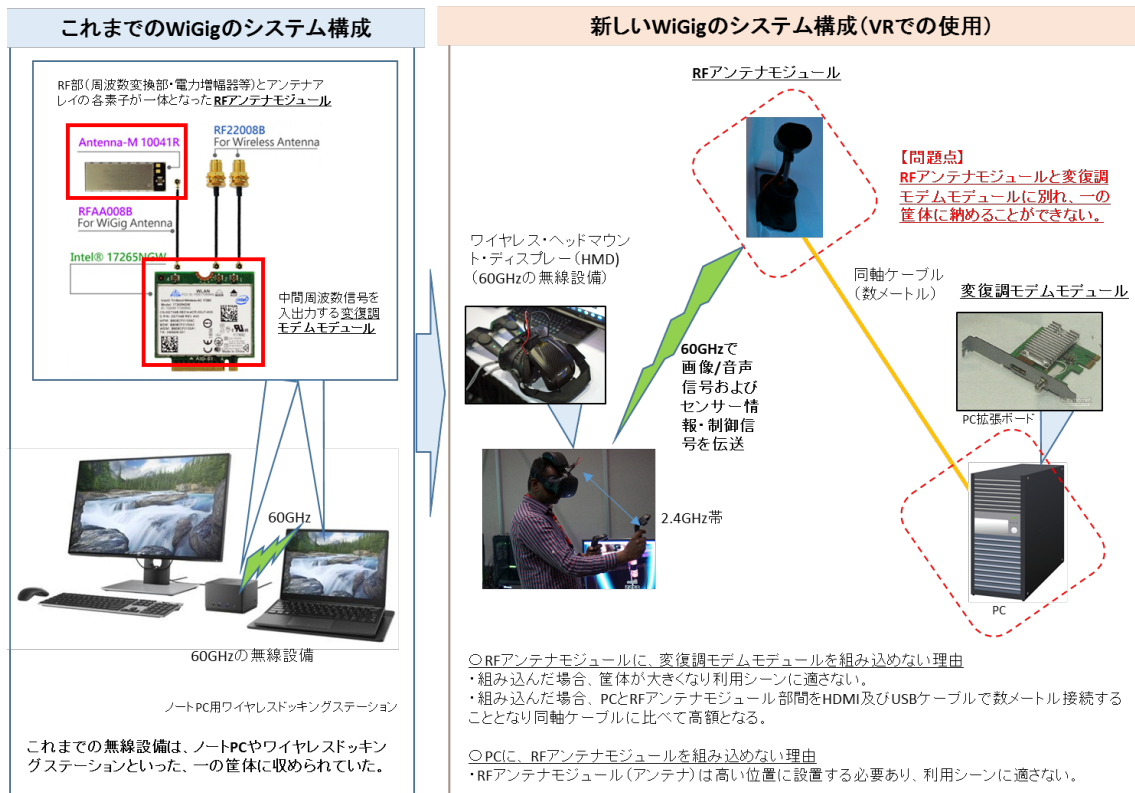 これまでのWiGigのシステム構成
RF部（周波数変換部・電力増幅器等）とアンテナア
レイの各素子が一体となったRFアンテナモジュール
Antenna-M 10041R
RF22008B
For Wireless Antenna
RFAA008B
For WiGig Antenna
Intel® 17265NGW
WLAN
中間周波数信号を
入出力する変復調
モデムモジュール
60GHz
60GHzの無線設備
ノートPC用ワイヤレスドッキングステーション
これまでの無線設備は、ノートPCやワイヤレスドッキン
グステーションといった、一の筐体に収められていた。
新しいWiGigのシステム構成（VRでの使用）
RFアンテナモジュール
【問題点】
RFアンテナモジュールと変復調
モデムモジュールに別れ、一の
筐体に納めることができない。
ワイヤレス・ヘッドマウン
ト・ディスプレー（HMD)
（60GHzの無線設備）
同軸ケーブル
（数メートル）
変復調モデムモジュール
60GHzで
画像/音声
信号および
センサー情
報・制御信
号を伝送
PC拡張ボード
2.4GHz帯
PC
○RFアンテナモジュールに、変復調モデムモジュールを組み込めない理由
・組み込んだ場合、筐体が大きくなり利用シーンに適さない。
・組み込んだ場合、PCとRFアンテナモジュール部間をHDMI及びUSBケーブルで数メートル接続する
こととなり同軸ケーブルに比べて高額となる。
○PCに、RFアンテナモジュールを組み込めない理由
・RFアンテナモジュール（アンテナ）は高い位置に設置する必要あり、利用シーンに適さない。